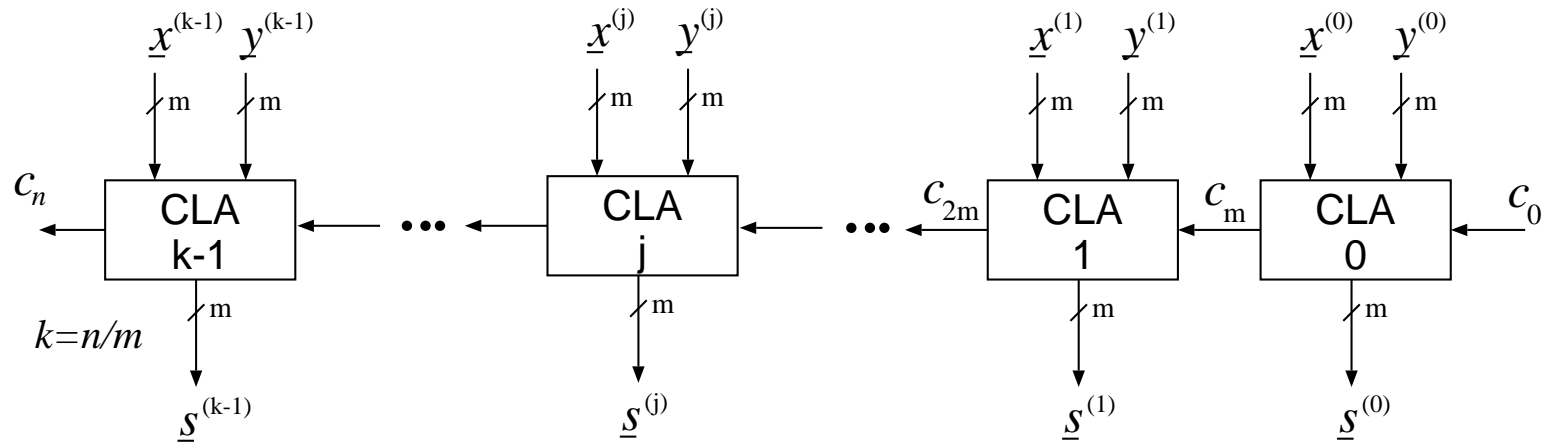 x^(k-1) y^(k-1) x^(j) y^(j) x^(1) y^(1) x^(0) y^(0)
m m m m m m m m
c_n CLA k-1 ••• CLA j ••• c_2m CLA 1 c_m CLA 0 c_0
m m m m
k=n/m
s^(k-1) s^(j) s^(1) s^(0)